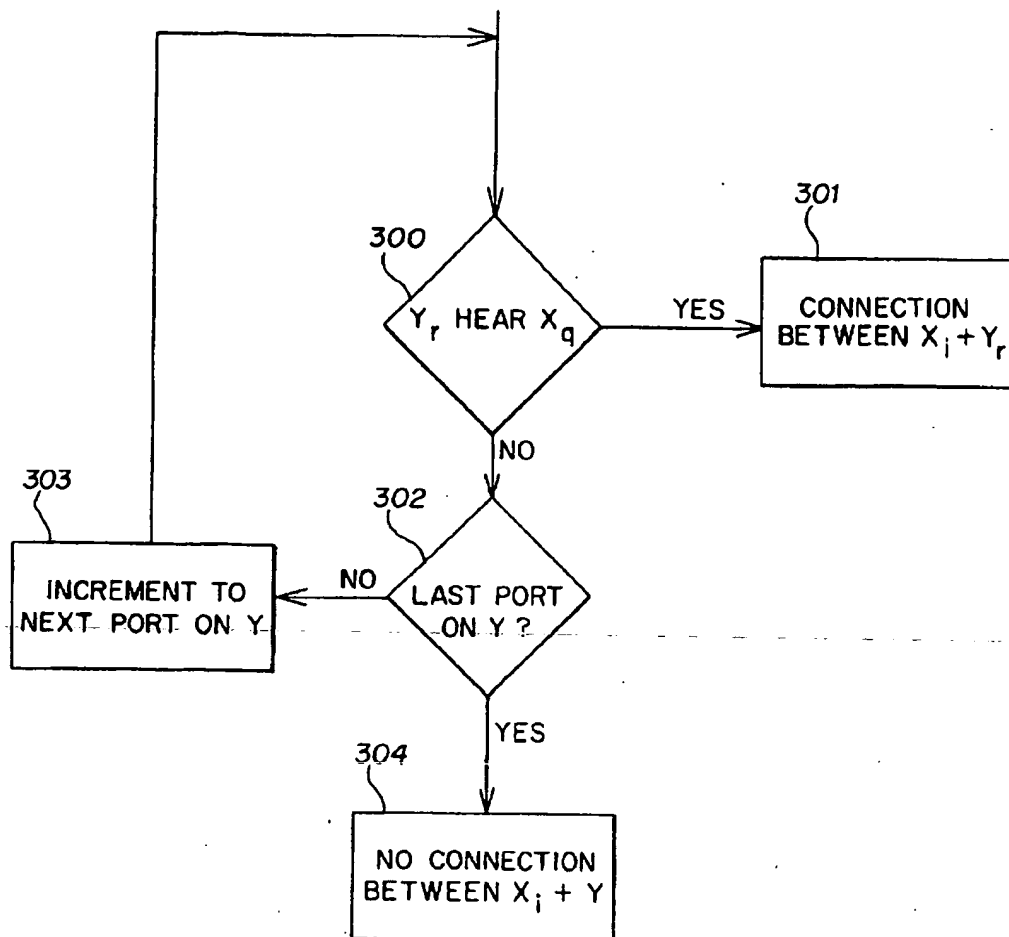 300
Y_r HEAR X_q
YES
301
CONNECTION
BETWEEN X_i + Y_r
NO
302
LAST PORT
ON Y ?
NO
303
INCREMENT TO
NEXT PORT ON Y
YES
304
NO CONNECTION
BETWEEN X_i + Y